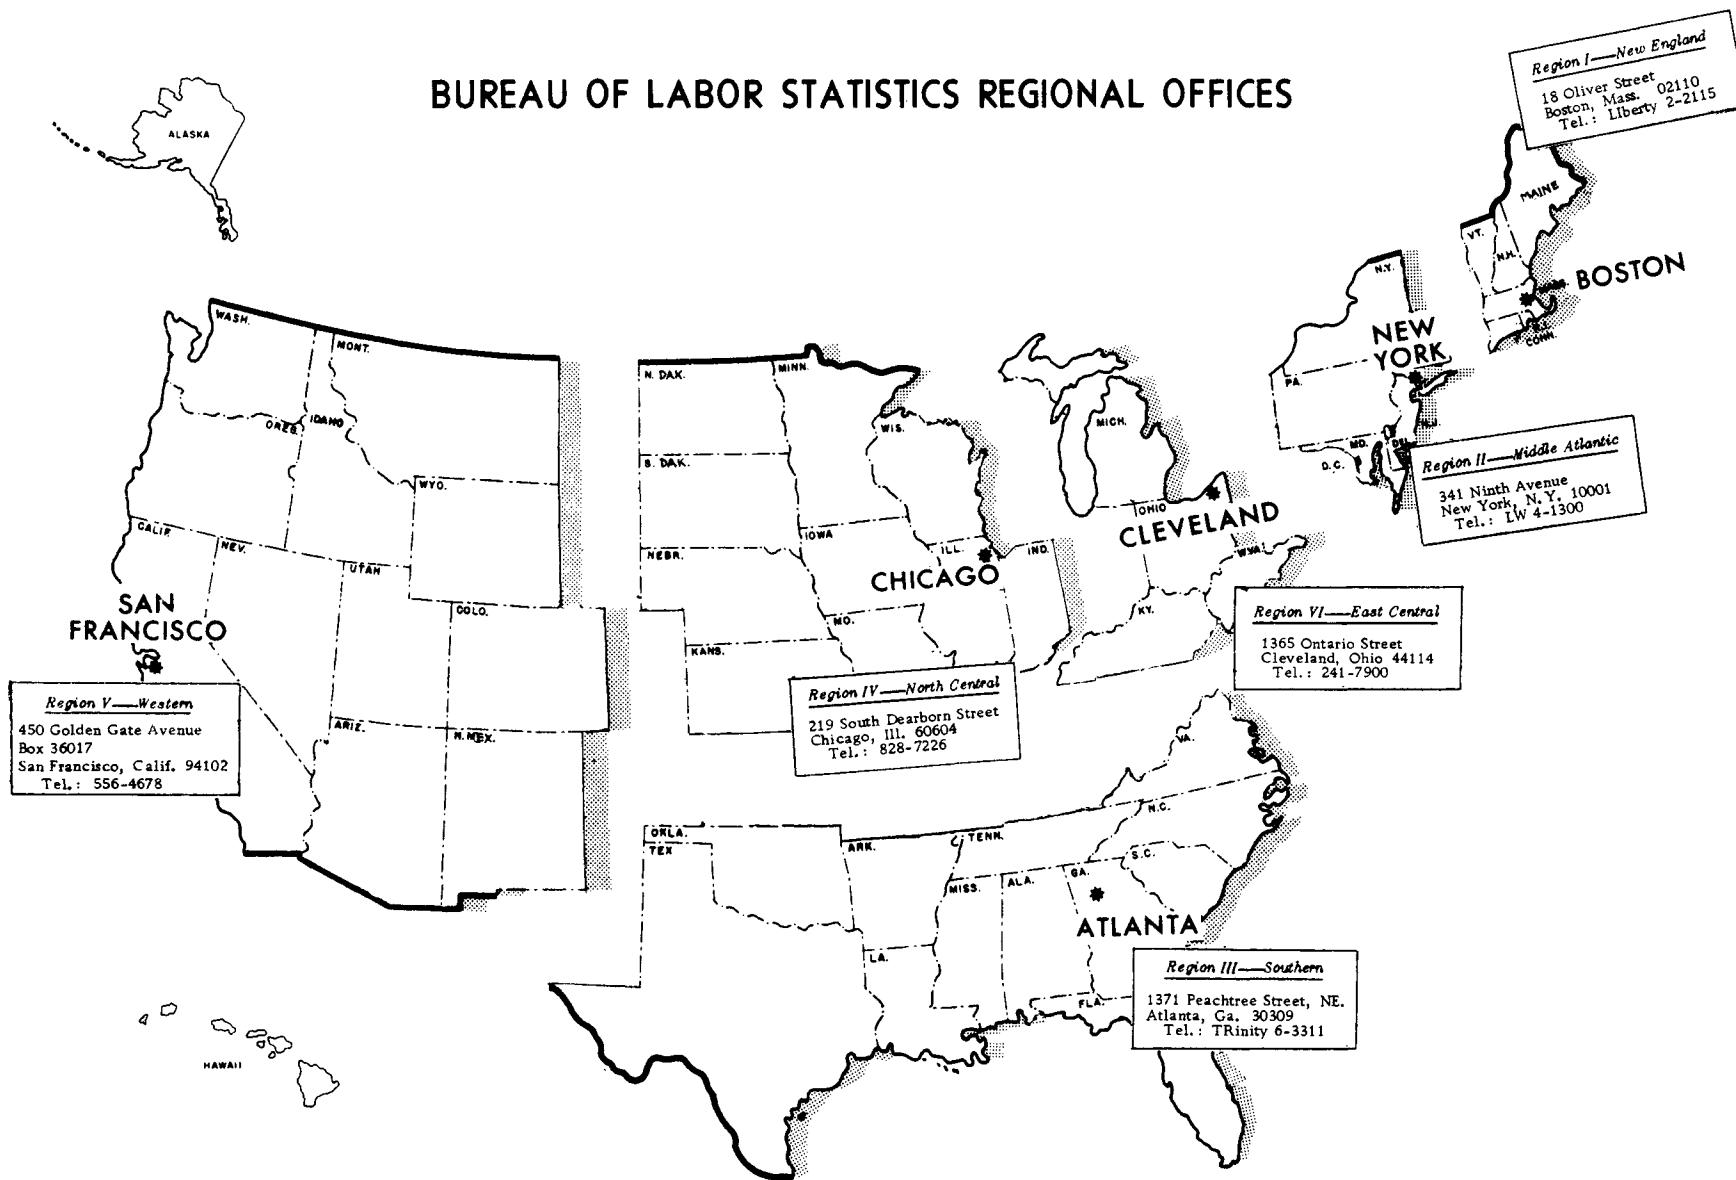 BUREAU OF LABOR STATISTICS REGIONAL OFFICES
Region I—New England
18 Oliver Street
Boston, Mass. 02110
Tel.: LIberty 2-2115
ALASKA
MAINE
VT.
N.H.
MASS.
BOSTON
R.I.
CONN.
N.Y.
NEW
YORK
PA.
N.J.
MD.
DEL.
D.C.
Region II—Middle Atlantic
341 Ninth Avenue
New York, N.Y. 10001
Tel.: LW 4-1300
WASH.
MONT.
OREG.
IDAHO
WYO.
CALIF.
NEV.
UTAH
COLO.
ARIZ.
N. MEX.
SAN
FRANCISCO
Region V—Western
450 Golden Gate Avenue
Box 36017
San Francisco, Calif. 94102
Tel.: 556-4678
N. DAK.
MINN.
S. DAK.
WIS.
NEBR.
IOWA
ILL.
IND.
CHICAGO
MO.
KANS.
Region IV—North Central
219 South Dearborn Street
Chicago, Ill. 60604
Tel.: 828-7226
MICH.
OHIO
CLEVELAND
W.VA.
KY.
Region VI—East Central
1365 Ontario Street
Cleveland, Ohio 44114
Tel.: 241-7900
VA.
N.C.
OKLA.
TEX
ARK.
TENN.
S.C.
MISS.
ALA.
GA.
ATLANTA
LA.
FLA.
Region III—Southern
1371 Peachtree Street, NE.
Atlanta, Ga. 30309
Tel.: TRinity 6-3311
HAWAII